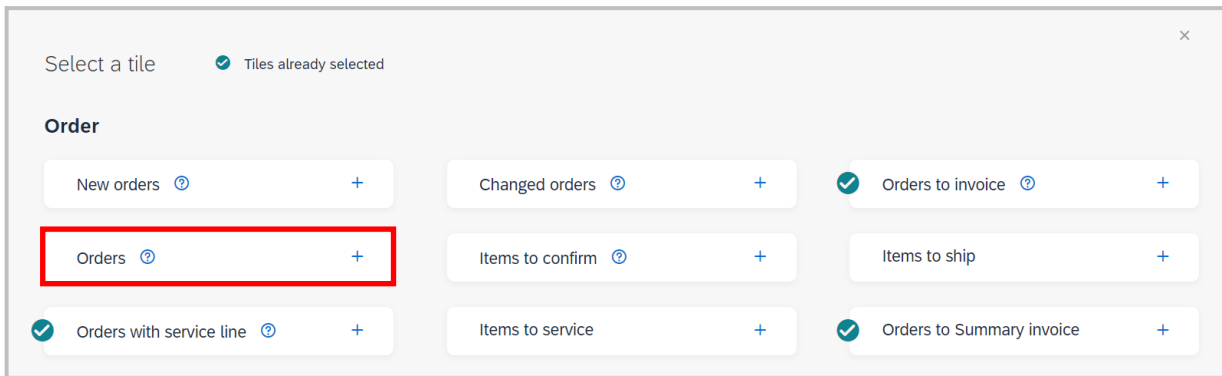 Select a tile
Tiles already selected
Order
New orders
Changed orders
Orders to invoice
Orders
Items to confirm
Items to ship
Orders with service line
Items to service
Orders to Summary invoice